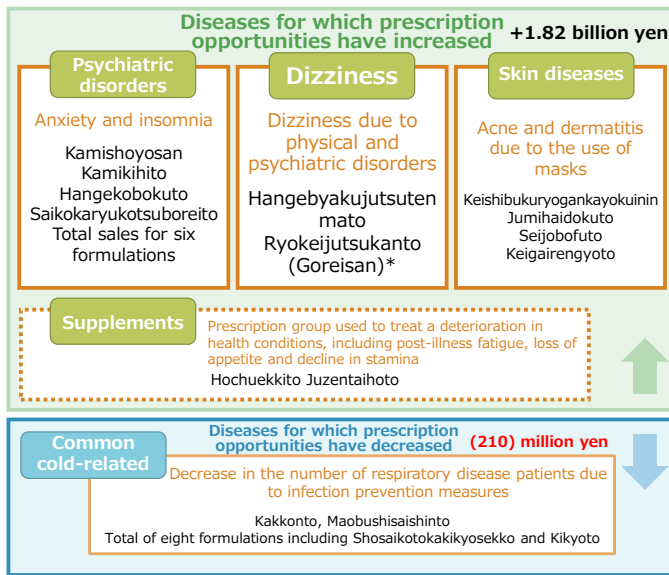 Diseases for which prescription
opportunities have increased
+1.82 billion yen
Psychiatric
disorders
Anxiety and insomnia
Kamishoyosan
Kamikihito
Hangekobokuto
Saikokaryukotsuboreito
Total sales for six
formulations
Dizziness
Dizziness due to
physical and
psychiatric disorders
Hangebyakujutsuten
mato
Ryokeijutsukanto
(Goreisan)*
Skin diseases
Acne and dermatitis
due to the use of
masks
Keishibukuryogankayokuinin
Jumihaidokuto
Seijobofuto
Keigairengyoto
Supplements
Prescription group used to treat a deterioration in
health conditions, including post-illness fatigue, loss of
appetite and decline in stamina
Hochuekkito Juzentaihoto
Diseases for which prescription
opportunities have decreased
(210) million yen
Common
cold-related
Decrease in the number of respiratory disease patients due
to infection prevention measures
Kakkonto, Maobushisaishinto
Total of eight formulations including Shosaikotokakikyosekko and Kikyoto